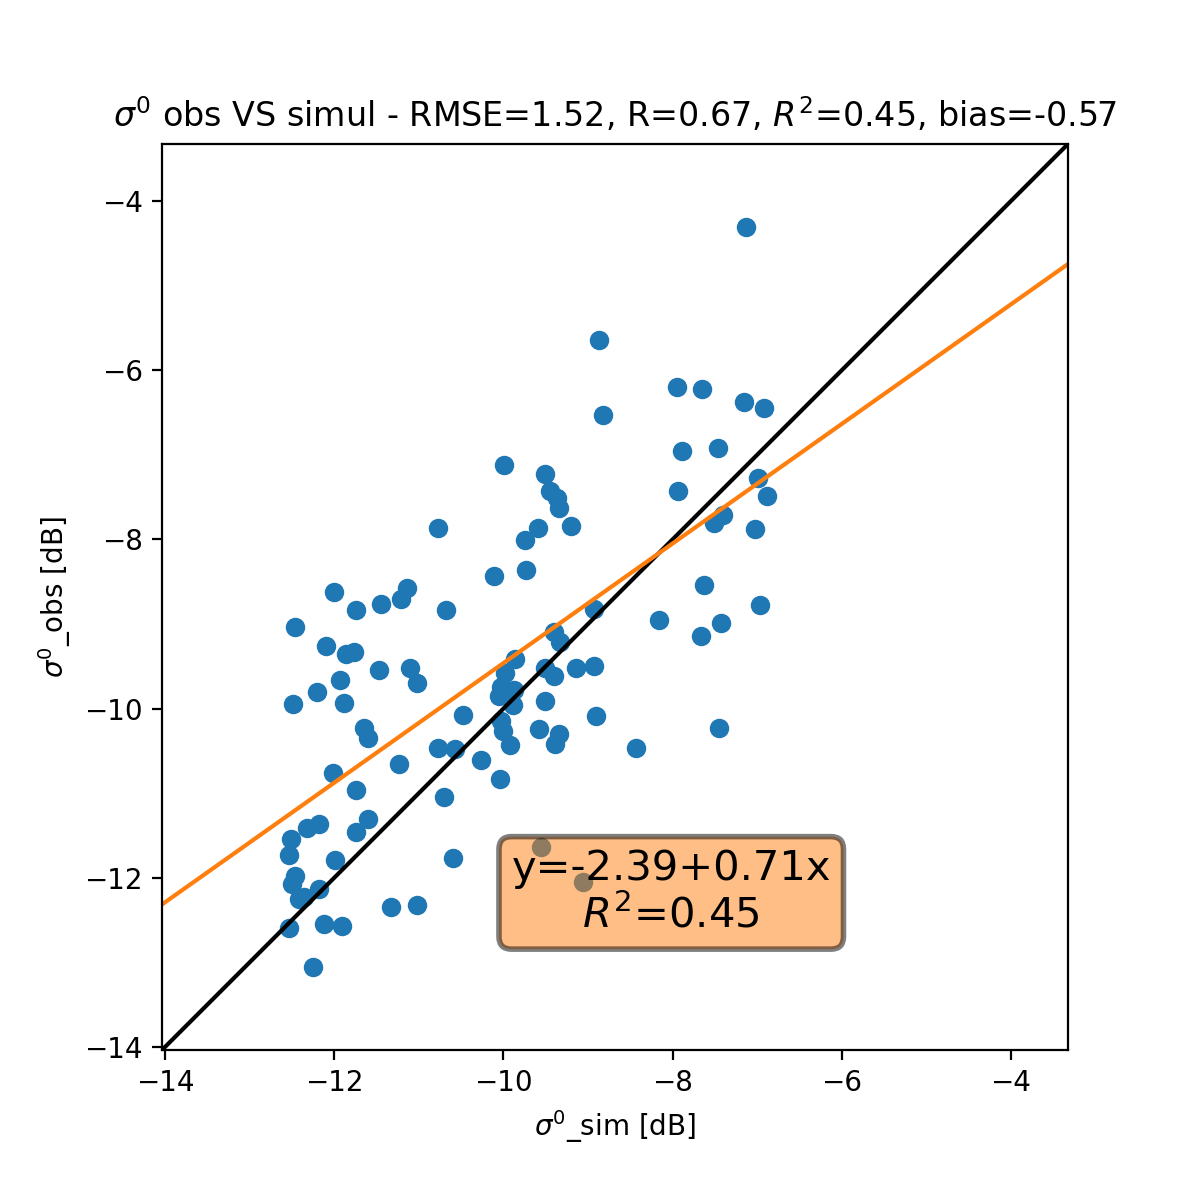 σ⁰ obs VS simul - RMSE=1.52, R=0.67, R²=0.45, bias=-0.57
−4
−6
−8
−10
−12
−14
σ⁰_obs [dB]
y=-2.39+0.71x
R²=0.45
−14 −12 −10 −8 −6 −4
σ⁰_sim [dB]